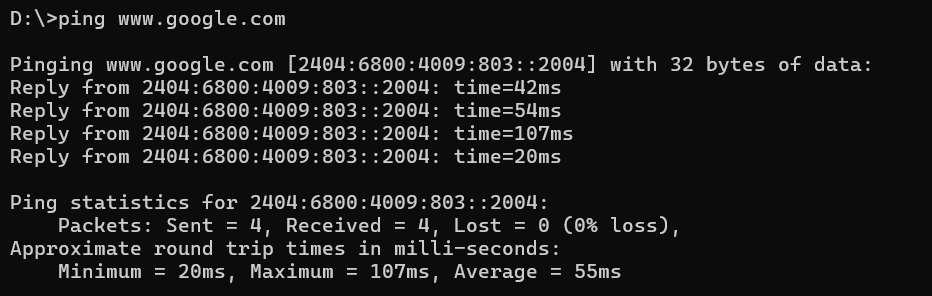 D:\>ping www.google.com
Pinging www.google.com [2404:6800:4009:803::2004] with 32 bytes of data:
Reply from 2404:6800:4009:803::2004: time=42ms
Reply from 2404:6800:4009:803::2004: time=54ms
Reply from 2404:6800:4009:803::2004: time=107ms
Reply from 2404:6800:4009:803::2004: time=20ms
Ping statistics for 2404:6800:4009:803::2004:
    Packets: Sent = 4, Received = 4, Lost = 0 (0% loss),
Approximate round trip times in milli-seconds:
    Minimum = 20ms, Maximum = 107ms, Average = 55ms